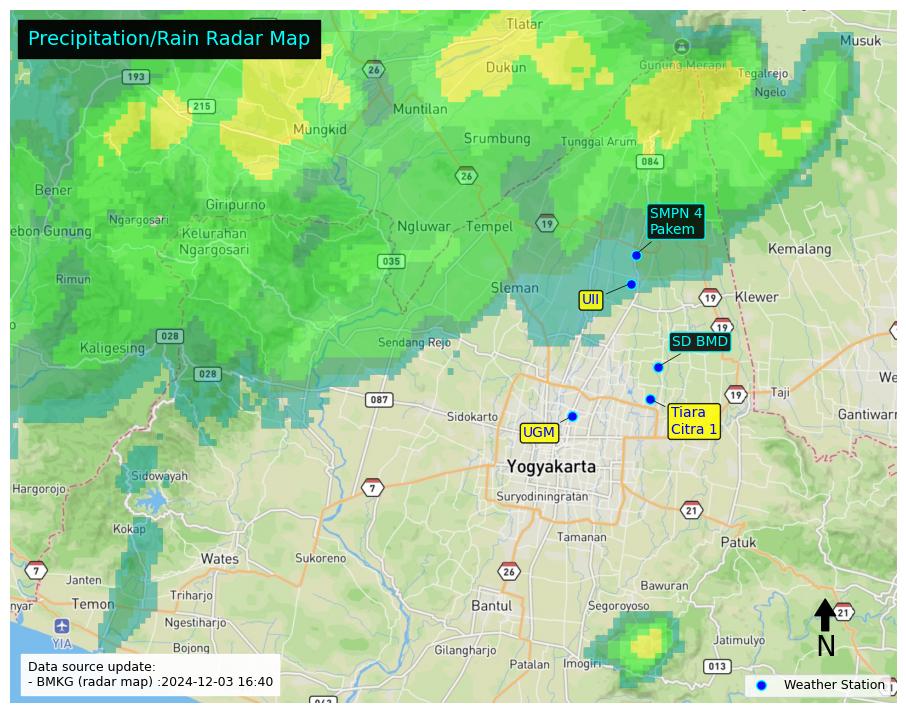 Precipitation/Rain Radar Map
Tlatar
Musuk
26
193
Dukun
Gunung Merapi
Tegalrejo
Ngelo
215
Muntilan
Mungkid
Srumbung
Tunggal Arum
084
26
Bener
Giripurno
Ngargosari
Kelurahan
Ngargosari
ebon Gunung
Ngluwar
Tempel
19
SMPN 4
Pakem
Kemalang
035
Rimun
Sleman
UII
19
Klewer
19
028
Kaligesing
Sendang Rejo
SD BMD
028
We
087
19
Taji
Sidokarto
Tiara
Citra 1
Gantiwarn
UGM
Yogyakarta
Hargorojo
Sidowayah
7
Suryodiningratan
21
Kokap
Tamanan
Patuk
Wates
Sukoreno
7
Janten
26
Bawuran
nyar
Temon
Triharjo
Bantul
Segoroyoso
21
Ngestiharjo
N
YIA
Bojong
Gilangharjo
Jatimulyo
Patalan
Imogiri
013
Data source update:
- BMKG (radar map) :2024-12-03 16:40
Weather Station